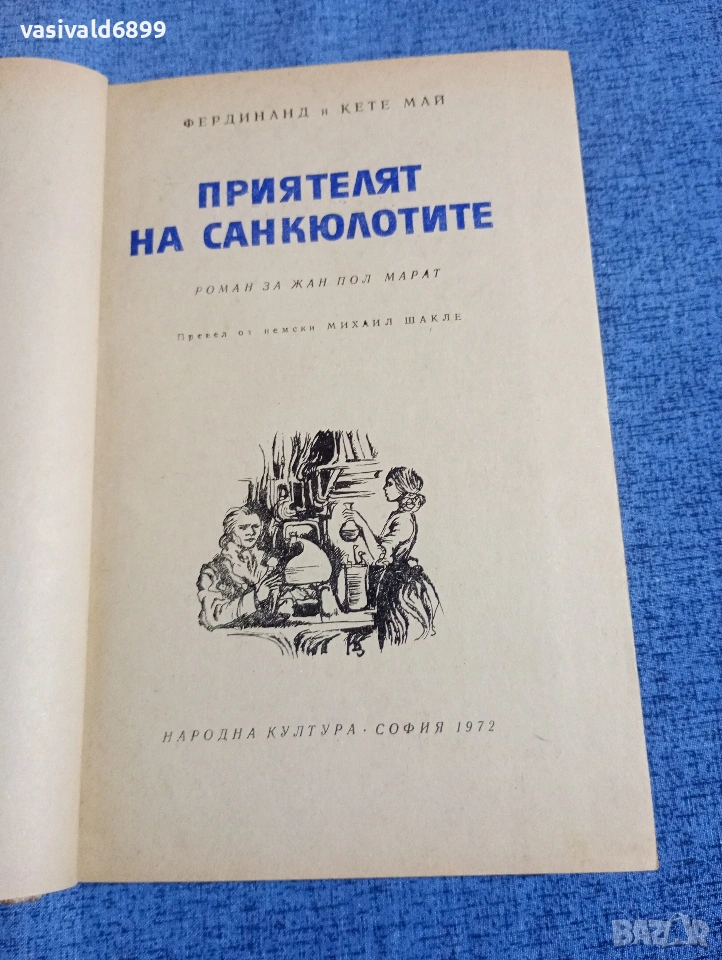 vasivald6899
ФЕРДИНАНД и КЕТЕ МАЙ
ПРИЯТЕЛЯТ
НА САНКЮЛОТИТЕ
РОМАН ЗА ЖАН ПОЛ МАРАТ
Превел от немски МИХАИЛ ШАКЛЕ
НАРОДНА КУЛТУРА · СОФИЯ 1972
BAZAR